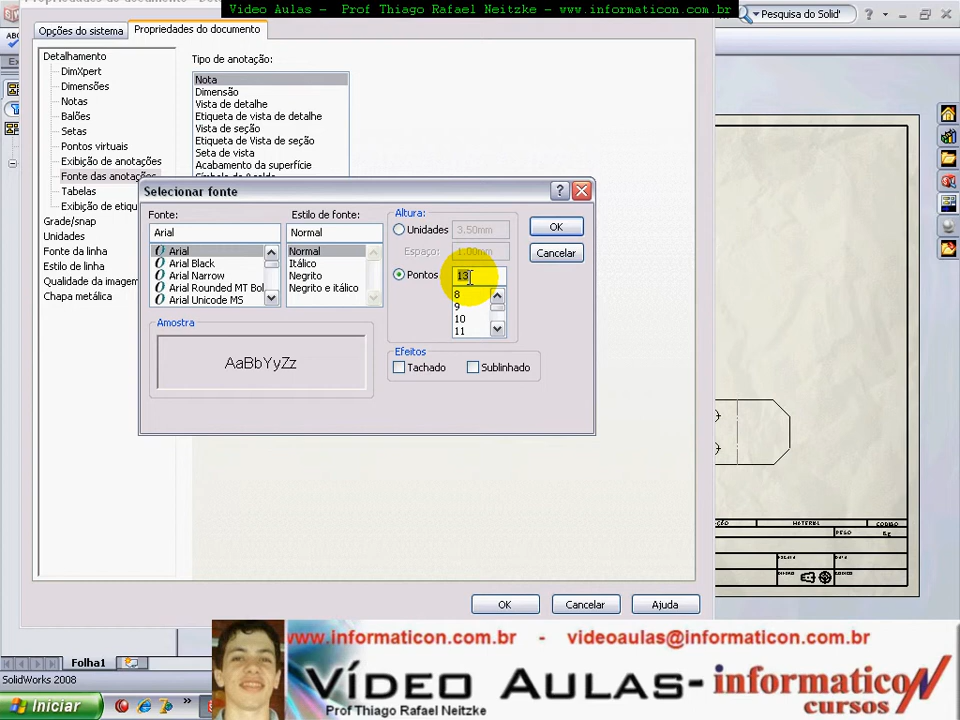 Video Aulas - Prof Thiago Rafael Neitzke - www.informaticon.com.br
Pesquisa do Solid'
Opções do sistema
Propriedades do documento
Detalhamento
DimXpert
Dimensões
Notas
Balões
Setas
Pontos virtuais
Exibição de anotações
Fonte das anotações
Tabelas
Exibição de etiqu
Grade/snap
Unidades
Fonte da linha
Estilo de linha
Qualidade da imagem
Chapa metálica
Tipo de anotação:
Nota
Dimensão
Vista de detalhe
Etiqueta de vista de detalhe
Vista de seção
Etiqueta de Vista de seção
Seta de vista
Acabamento da superfície
Selecionar fonte
Fonte:
Arial
Arial
Arial Black
Arial Narrow
Arial Rounded MT Bol
Arial Unicode MS
Estilo de fonte:
Normal
Normal
Itálico
Negrito
Negrito e itálico
Altura:
Unidades
3.50mm
Espaço:
1.00mm
Pontos
13
8
9
10
11
OK
Cancelar
Amostra
AaBbYyZz
Efeitos
Tachado
Sublinhado
MATERIAL
CODIGO
PESO
DATA
OK
Cancelar
Ajuda
Folha1
SolidWorks 2008
Iniciar
www.informaticon.com.br - videoaulas@informaticon.com.br
Vídeo Aulas-
informaticon
cursos
Prof Thiago Rafael Neitzke